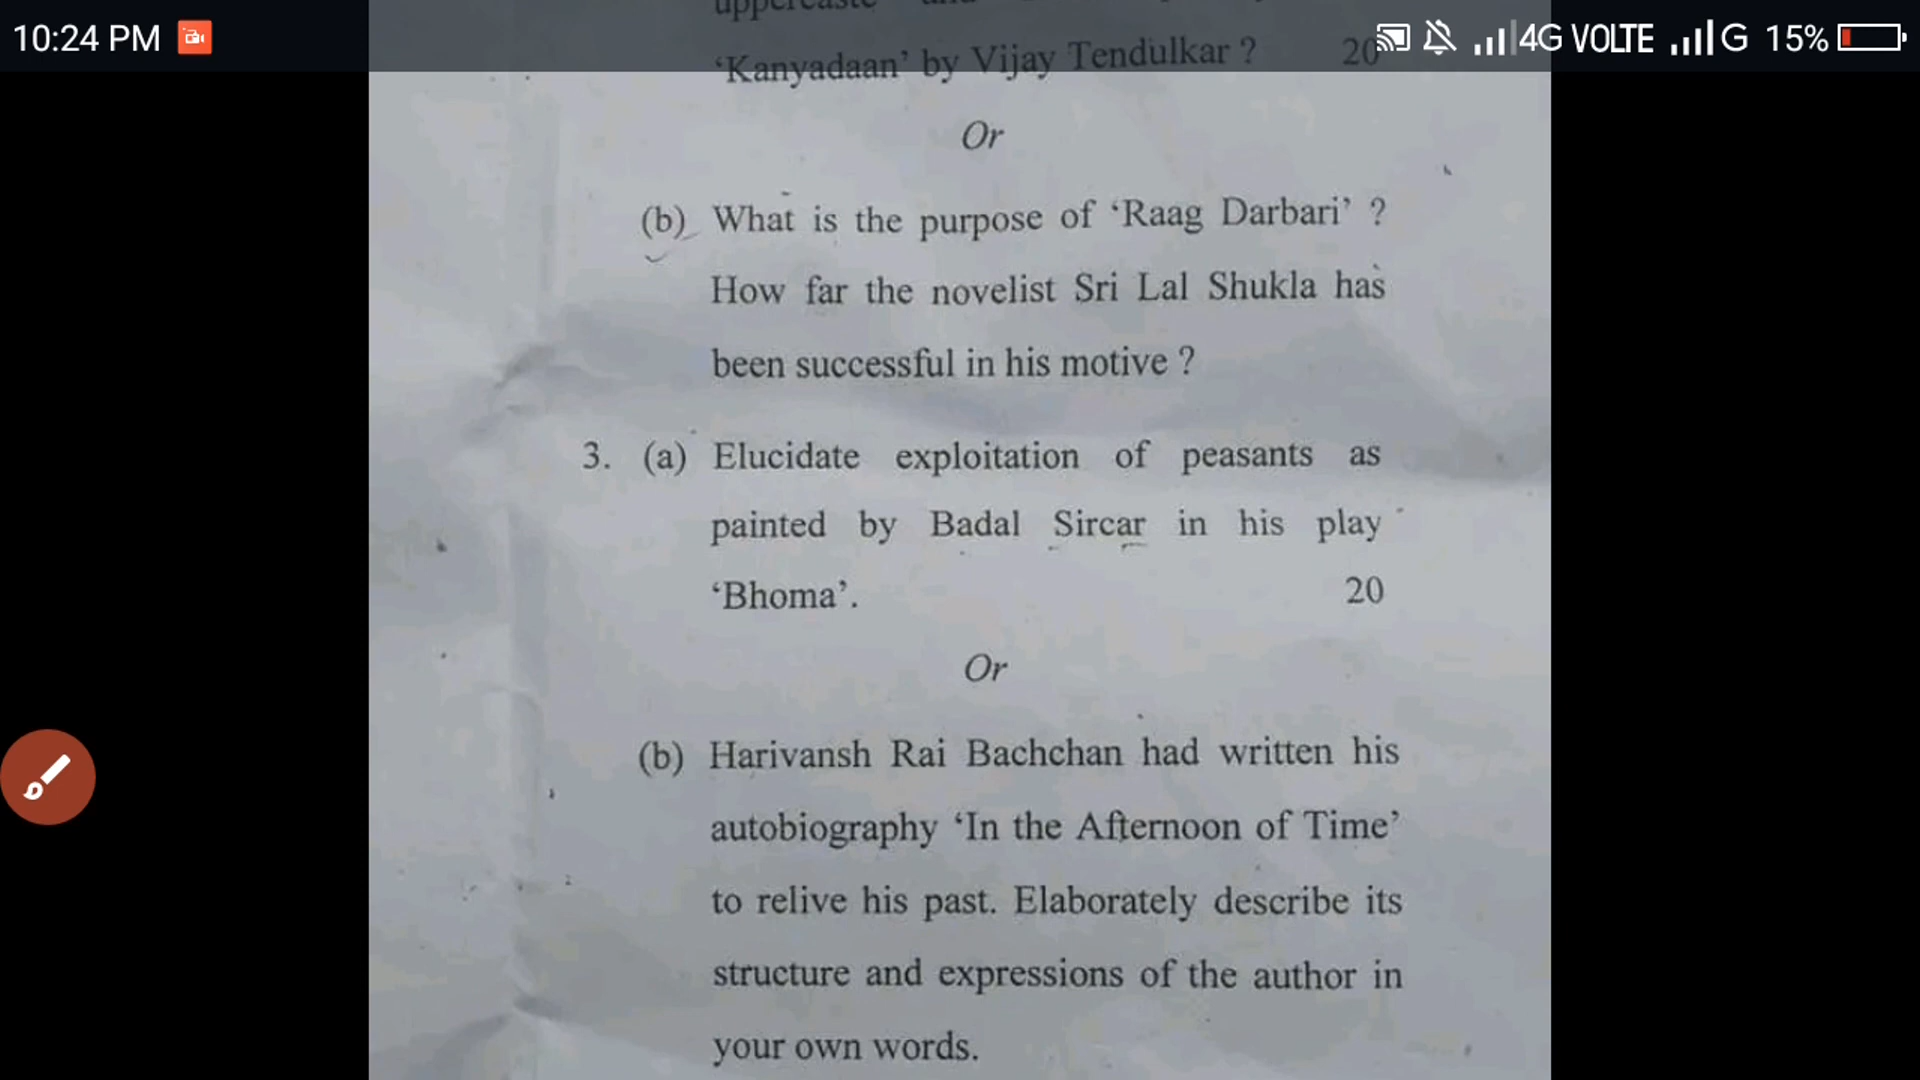 10:24 PM 4G VOLTE G 15%
'Kanyadaan' by Vijay Tendulkar ? 20
Or
(b) What is the purpose of 'Raag Darbari' ?
How far the novelist Sri Lal Shukla has
been successful in his motive ?
3. (a) Elucidate exploitation of peasants as
painted by Badal Sircar in his play
'Bhoma'. 20
Or
(b) Harivansh Rai Bachchan had written his
autobiography 'In the Afternoon of Time'
to relive his past. Elaborately describe its
structure and expressions of the author in
your own words.